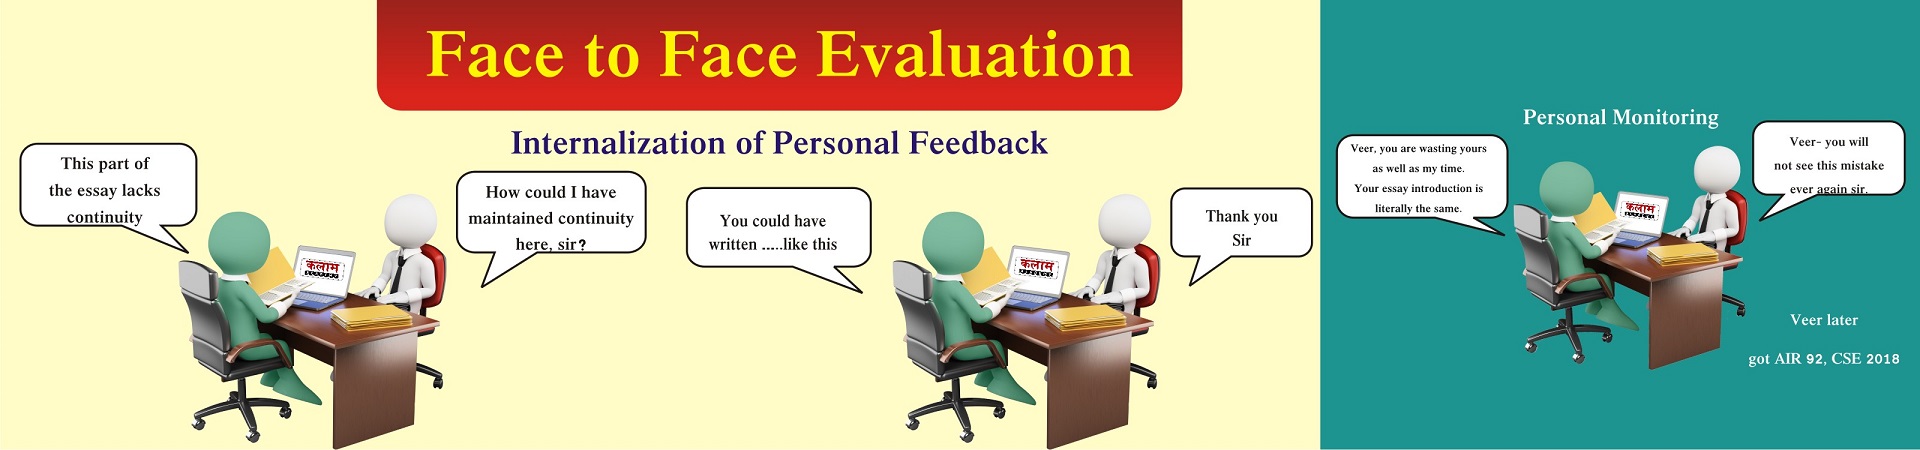 Face to Face Evaluation
Internalization of Personal Feedback
This part of
the essay lacks
continuity
How could I have
maintained continuity
here, sir?
You could have
written .....like this
Thank you
Sir
कलाम
कलाम
Personal Monitoring
Veer, you are wasting yours
as well as my time.
Your essay introduction is
literally the same.
Veer- you will
not see this mistake
ever again sir.
कलाम
Veer later
got AIR 92, CSE 2018